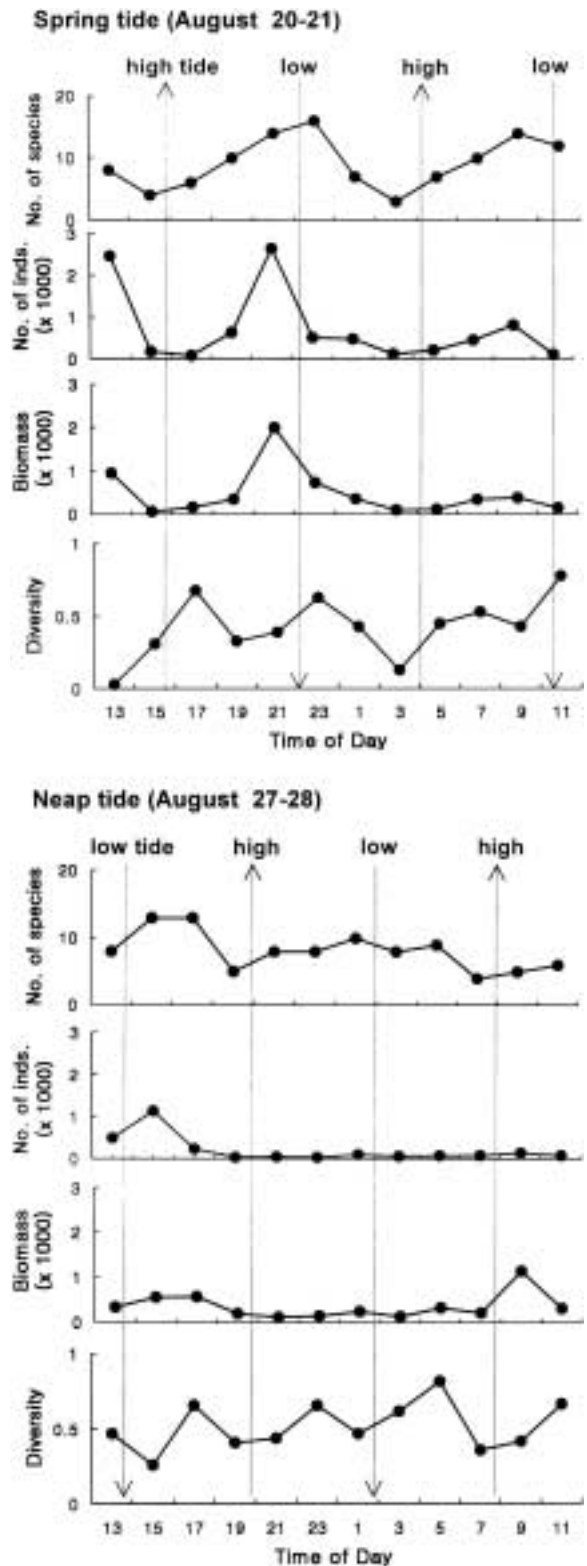 Spring tide (August 20-21)
high tide low high low
No. of species
20
10
0
No. of inds.
(x 1000)
3
2
1
0
Biomass
(x 1000)
3
2
1
0
Diversity
1
0.5
0
13 15 17 19 21 23 1 3 5 7 9 11
Time of Day
Neap tide (August 27-28)
low tide high low high
No. of species
20
10
0
No. of inds.
(x 1000)
3
2
1
0
Biomass
(x 1000)
3
2
1
0
Diversity
1
0.5
0
13 15 17 19 21 23 1 3 5 7 9 11
Time of Day